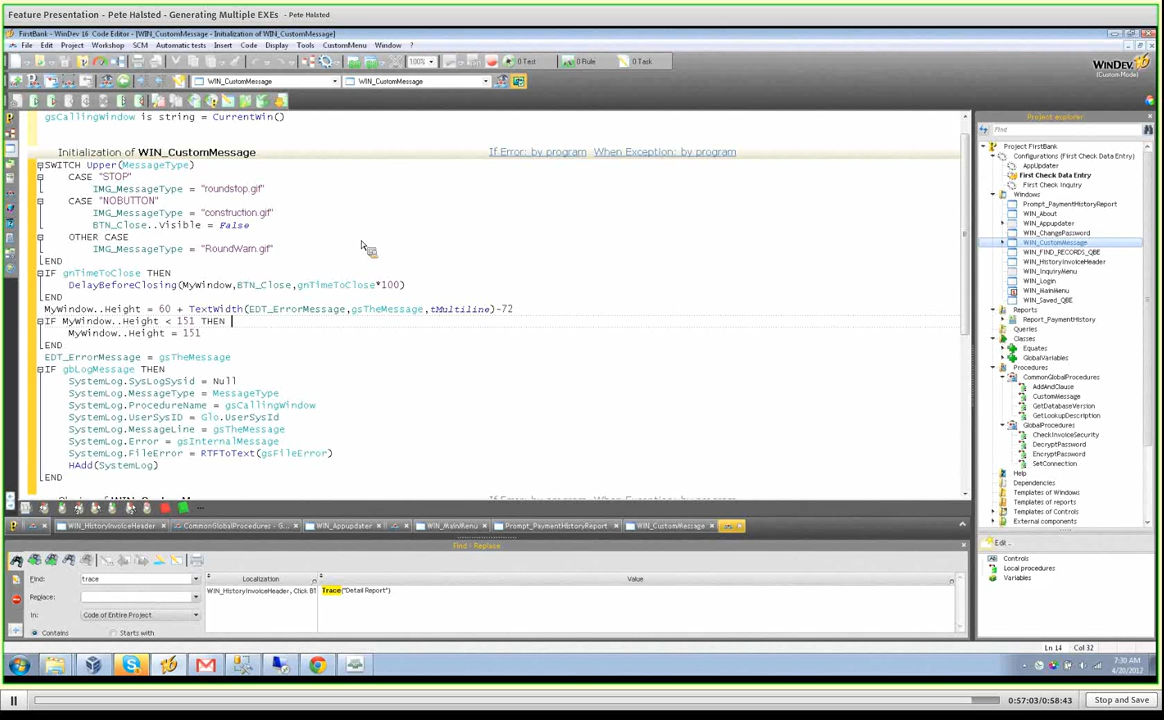 Feature Presentation - Pete Halsted - Generating Multiple EXEs - Pete Halsted
FirstBank - WinDev 16 Code Editor - [WIN_CustomMessage - Initialization of WIN_CustomMessage]
File Edit Project Workshop SCM Automatic tests Insert Code Display Tools CustomMenu Window ?
100% 0 Test 0 Rule 0 Task
WIN_CustomMessage WIN_CustomMessage
WINDEV
(Custom Mode)
gsCallingWindow is string = CurrentWin()
Initialization of WIN_CustomMessage If Error: by program When Exception: by program
SWITCH Upper(MessageType)
CASE "STOP"
IMG_MessageType = "roundstop.gif"
CASE "NOBUTTON"
IMG_MessageType = "construction.gif"
BTN_Close..Visible = False
OTHER CASE
IMG_MessageType = "RoundWarn.gif"
END
IF gnTimeToClose THEN
DelayBeforeClosing(MyWindow,BTN_Close,gnTimeToClose*100)
END
MyWindow..Height = 60 + TextWidth(EDT_ErrorMessage,gsTheMessage,tMultiline)-72
IF MyWindow..Height < 151 THEN
MyWindow..Height = 151
END
EDT_ErrorMessage = gsTheMessage
IF gbLogMessage THEN
SystemLog.SysLogSysid = Null
SystemLog.MessageType = MessageType
SystemLog.ProcedureName = gsCallingWindow
SystemLog.UserSysID = Glo.UserSysId
SystemLog.MessageLine = gsTheMessage
SystemLog.Error = gsInternalMessage
SystemLog.FileError = RTFToText(gsFileError)
HAdd(SystemLog)
END
Project explorer
Find
Project FirstBank
Configurations (First Check Data Entry)
AppUpdater
First Check Data Entry
First Check Inquiry
Windows
Prompt_PaymentHistoryReport
WIN_About
WIN_Appupdater
WIN_ChangePassword
WIN_CustomMessage
WIN_FIND_RECORDS_QBE
WIN_HistoryInvoiceHeader
WIN_InquiryMenu
WIN_Login
WIN_MainMenu
WIN_Saved_QBE
Reports
Report_PaymentHistory
Queries
Classes
Equates
GlobalVariables
Procedures
CommonGlobalProcedures
AddAndClause
CustomMessage
GetDatabaseVersion
GetLookupDescription
GlobalProcedures
CheckInvoiceSecurity
DecryptPassword
EncryptPassword
SetConnection
Help
Dependencies
Templates of Windows
Templates of reports
Templates of Controls
External components
Edit ..
Controls
Local procedures
Variables
WIN_HistoryInvoiceHeader CommonGlobalProcedures - G... WIN_Appupdater WIN_MainMenu Prompt_PaymentHistoryReport WIN_CustomMessage
Find - Replace
Find: trace
Replace:
In: Code of Entire Project
Contains Starts with
Localization Value
WIN_HistoryInvoiceHeader, Click BT Trace("Detail Report")
Ln 14 Col 32
7:30 AM
4/20/2012
0:57:03/0:58:43 Stop and Save